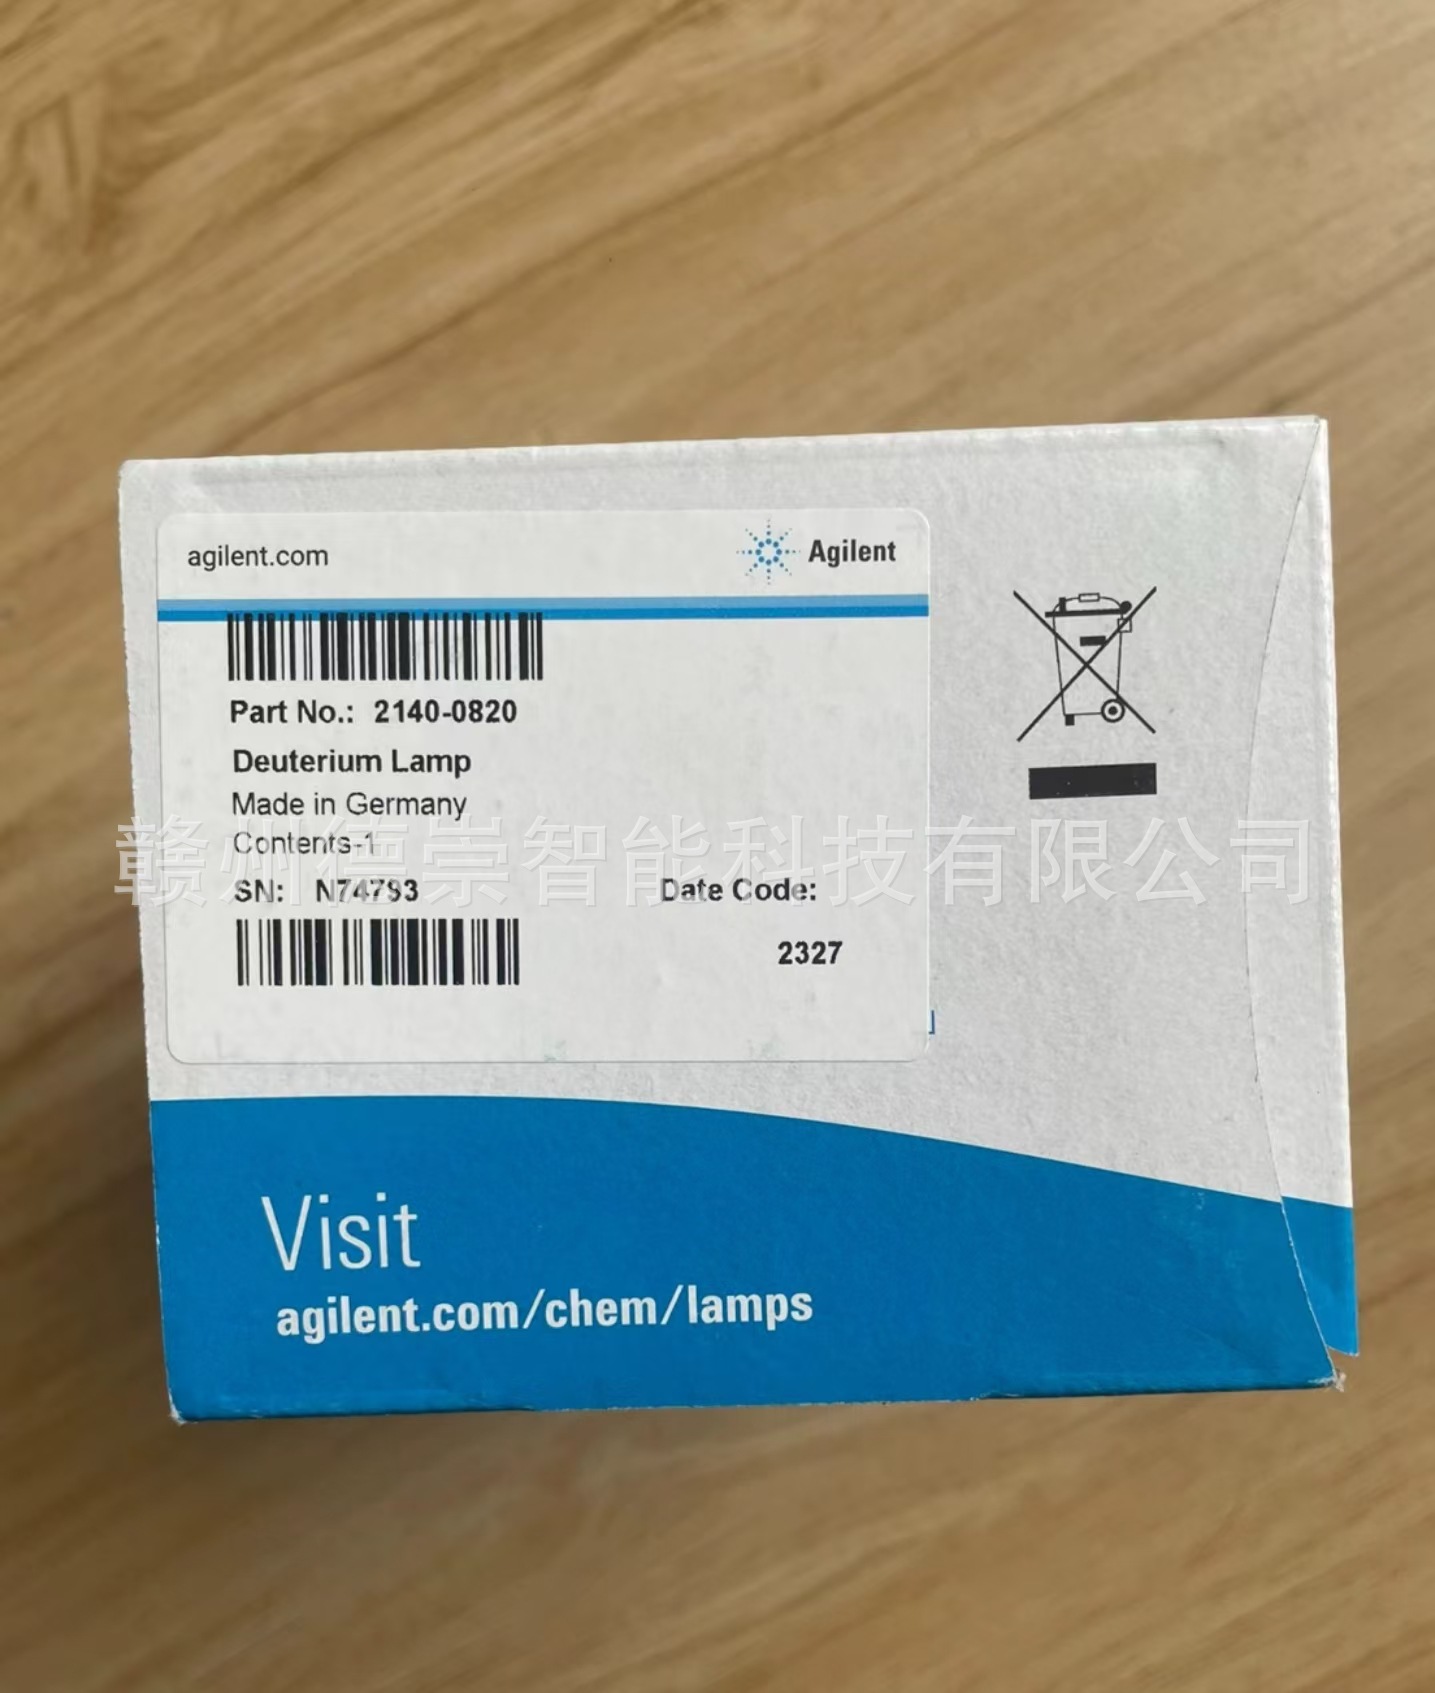 agilent.com
Agilent
Part No.: 2140-0820
Deuterium Lamp
Made in Germany
Contents-1
赣州德崇智能科技有限公司
SN: N74793
Date Code:
2327
Visit
agilent.com/chem/lamps